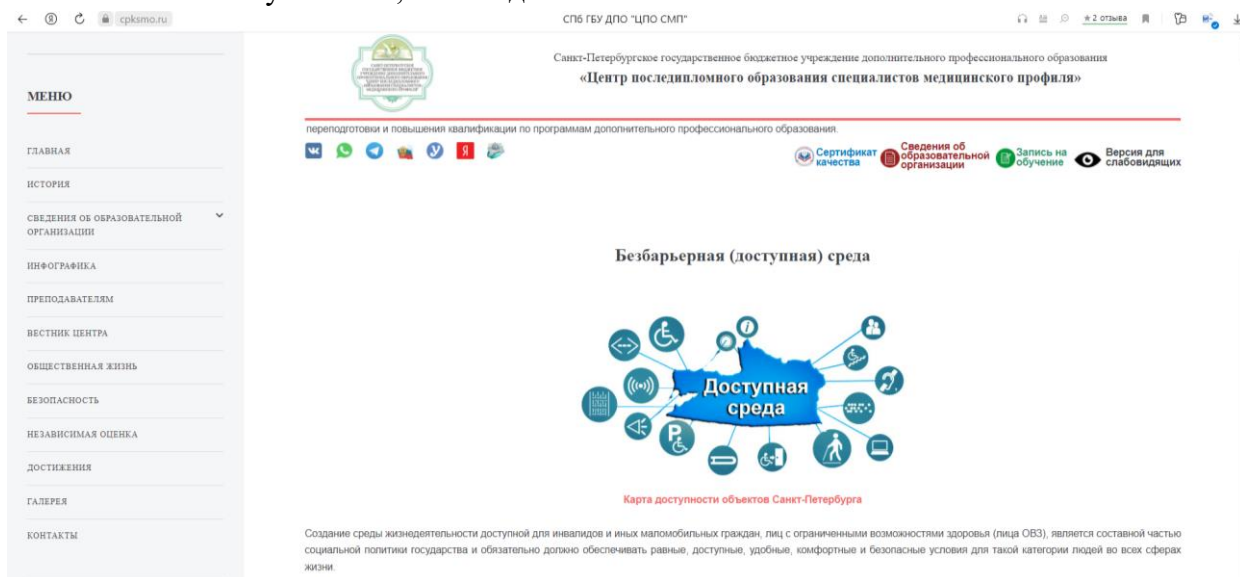 cpksmo.ru
СПб ГБУ ДПО "ЦПО СМП"
★ 2 отзыва
МЕНЮ
ГЛАВНАЯ
ИСТОРИЯ
СВЕДЕНИЯ ОБ ОБРАЗОВАТЕЛЬНОЙ
ОРГАНИЗАЦИИ
ИНФОГРАФИКА
ПРЕПОДАВАТЕЛЯМ
ВЕСТНИК ЦЕНТРА
ОБЩЕСТВЕННАЯ ЖИЗНЬ
БЕЗОПАСНОСТЬ
НЕЗАВИСИМАЯ ОЦЕНКА
ДОСТИЖЕНИЯ
ГАЛЕРЕЯ
КОНТАКТЫ
Санкт-Петербургское государственное бюджетное учреждение дополнительного профессионального образования
«Центр последипломного образования специалистов медицинского профиля»
переподготовки и повышения квалификации по программам дополнительного профессионального образования.
Сертификат
качества
Сведения об
образовательной
организации
Запись на
обучение
Версия для
слабовидящих
Безбарьерная (доступная) среда
Доступная
среда
Карта доступности объектов Санкт-Петербурга
Создание среды жизнедеятельности доступной для инвалидов и иных маломобильных граждан, лиц с ограниченными возможностями здоровья (лица ОВЗ), является составной частью
социальной политики государства и обязательно должно обеспечивать равные, доступные, удобные, комфортные и безопасные условия для такой категории людей во всех сферах
жизни.